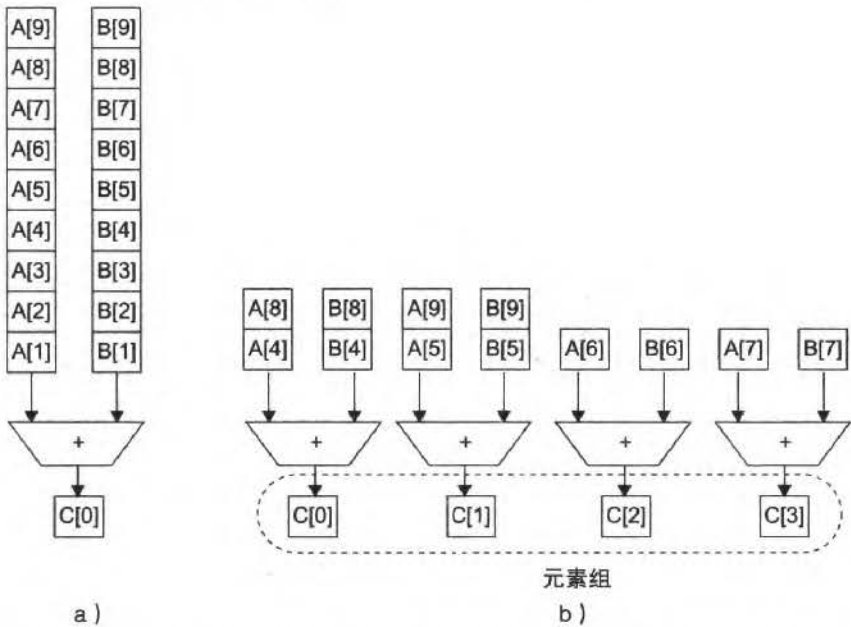 A[9] B[9]
A[8] B[8]
A[7] B[7]
A[6] B[6]
A[5] B[5]
A[4] B[4]
A[3] B[3]
A[2] B[2]
A[1] B[1]
+
C[0]
a）
A[8] B[8] A[9] B[9]
A[4] B[4] A[5] B[5] A[6] B[6] A[7] B[7]
+ + + +
C[0] C[1] C[2] C[3]
元素组
b）